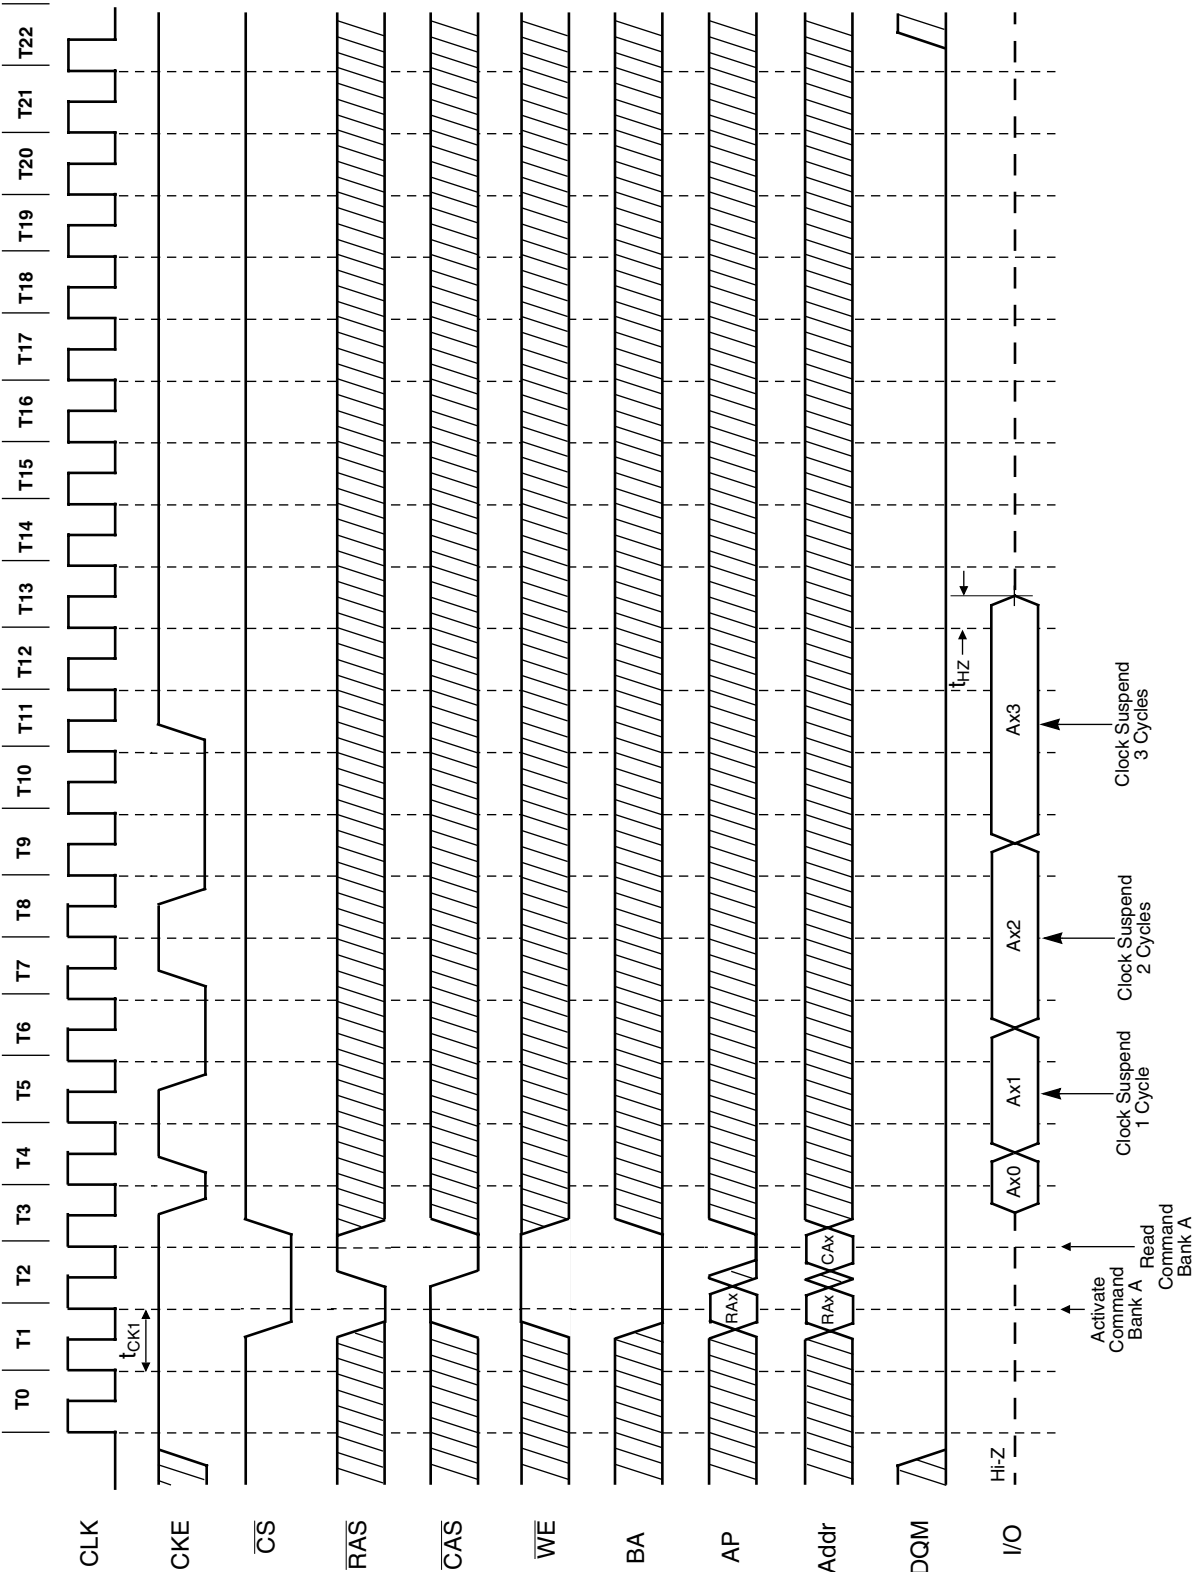 T0 T1 T2 T3 T4 T5 T6 T7 T8 T9 T10 T11 T12 T13 T14 T15 T16 T17 T18 T19 T20 T21 T22
CLK
tCK1
CKE
CS
RAS
CAS
WE
BA
AP
RAx
Addr
RAx CAx
DQM
tHZ
I/O
Hi-Z
Ax0 Ax1 Ax2 Ax3
Activate
Command
Bank A
Read
Command
Bank A
Clock Suspend
1 Cycle
Clock Suspend
2 Cycles
Clock Suspend
3 Cycles